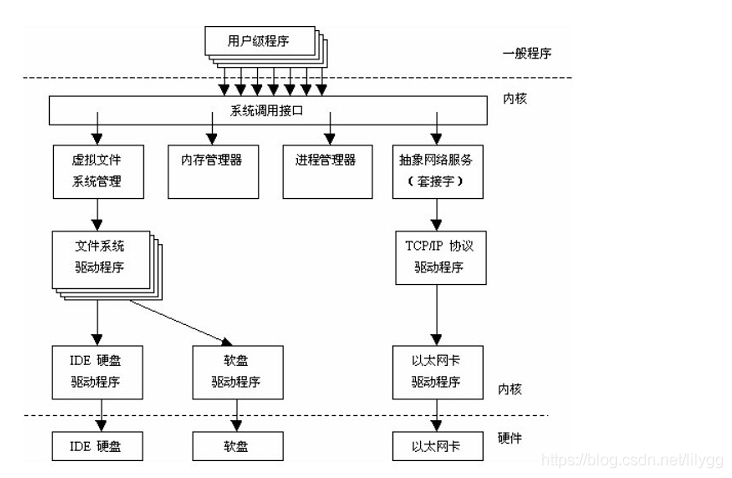 用户级程序
一般程序
系统调用接口
内核
虚拟文件
系统管理
内存管理器
进程管理器
抽象网络服务
（套接字）
文件系统
驱动程序
TCP/IP 协议
驱动程序
IDE 硬盘
驱动程序
软盘
驱动程序
以太网卡
驱动程序
内核
IDE 硬盘
软盘
以太网卡
硬件
https://blog.csdn.net/lilygg